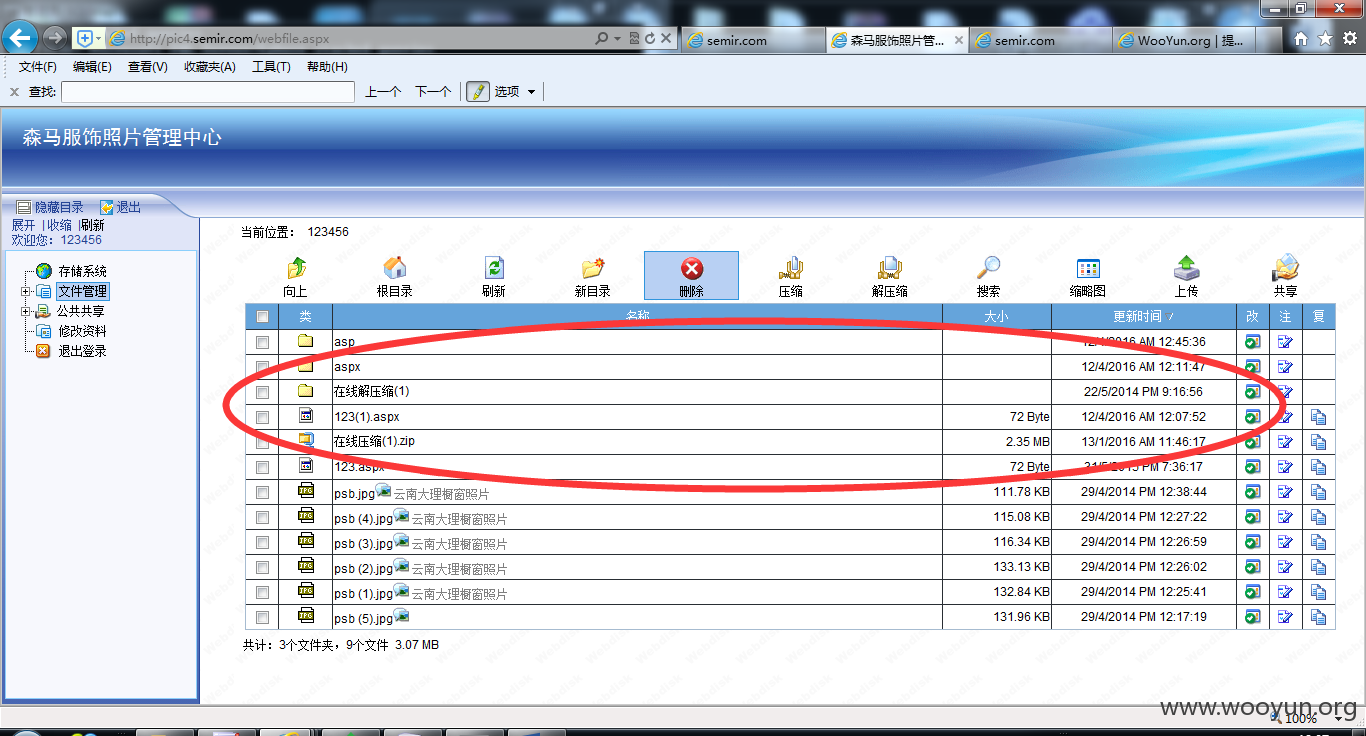 http://pic4.semir.com/webfile.aspx
semir.com
森马服饰照片管...
semir.com
WooYun.org | 提...
文件(F) 编辑(E) 查看(V) 收藏夹(A) 工具(T) 帮助(H)
查找: 上一个 下一个 选项
森马服饰照片管理中心
隐藏目录 退出
展开 |收缩 |刷新
欢迎您: 123456
存储系统
文件管理
公共共享
修改资料
退出登录
当前位置: 123456
向上 根目录 刷新 新目录 删除 压缩 解压缩 搜索 缩略图 上传 共享
类 名称 大小 更新时间 / 改 注 复
asp 12/4/2016 AM 12:45:36
aspx 12/4/2016 AM 12:11:47
在线解压缩(1) 22/5/2014 PM 9:16:56
123(1).aspx 72 Byte 12/4/2016 AM 12:07:52
在线压缩(1).zip 2.35 MB 13/1/2016 AM 11:46:17
123.aspx 72 Byte 31/5/2015 PM 7:36:17
psb.jpg 云南大理橱窗照片 111.78 KB 29/4/2014 PM 12:38:44
psb (4).jpg 云南大理橱窗照片 115.08 KB 29/4/2014 PM 12:27:22
psb (3).jpg 云南大理橱窗照片 116.34 KB 29/4/2014 PM 12:26:59
psb (2).jpg 云南大理橱窗照片 133.13 KB 29/4/2014 PM 12:26:02
psb (1).jpg 云南大理橱窗照片 132.84 KB 29/4/2014 PM 12:25:41
psb (5).jpg 131.96 KB 29/4/2014 PM 12:17:19
共计: 3个文件夹, 9个文件 3.07 MB
www.wooyun.org
100%